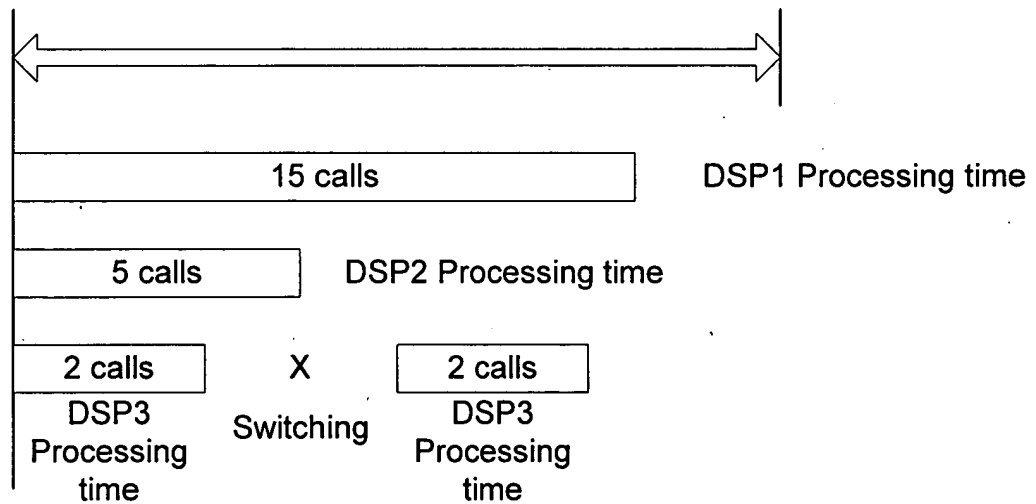 15 calls
DSP1 Processing time
5 calls
DSP2 Processing time
2 calls
X
2 calls
DSP3
Processing
time
Switching
DSP3
Processing
time